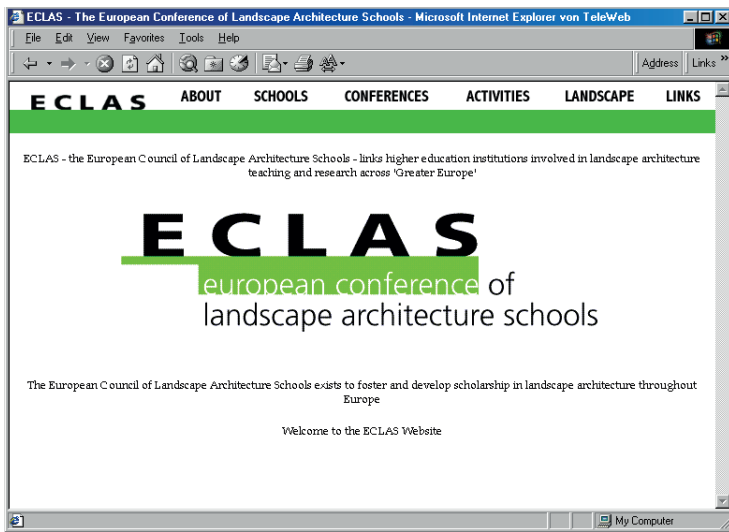 ECLAS - The European Conference of Landscape Architecture Schools - Microsoft Internet Explorer von TeleWeb
File Edit View Favorites Tools Help
Address Links »
ECLAS ABOUT SCHOOLS CONFERENCES ACTIVITIES LANDSCAPE LINKS
ECLAS - the European Council of Landscape Architecture Schools - links higher education institutions involved in landscape architecture
teaching and research across 'Greater Europe'
ECLAS
european conference of
landscape architecture schools
The European Council of Landscape Architecture Schools exists to foster and develop scholarship in landscape architecture throughout
Europe
Welcome to the ECLAS Website
My Computer